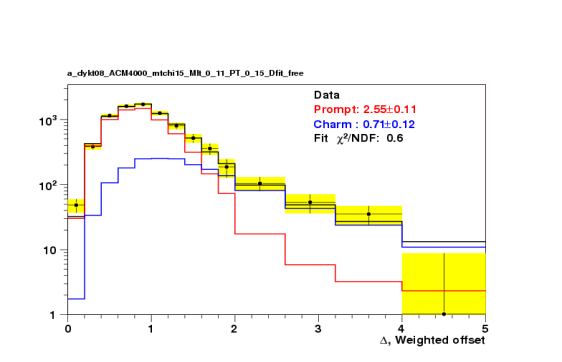 a_dykt08_ACM4000_mtchi15_Mlt_0_11_PT_0_15_Dfit_free
Data
Prompt: 2.55±0.11
Charm : 0.71±0.12
Fit χ²/NDF: 0.6
10³
10²
10
1
0 1 2 3 4 5
Δ, Weighted offset